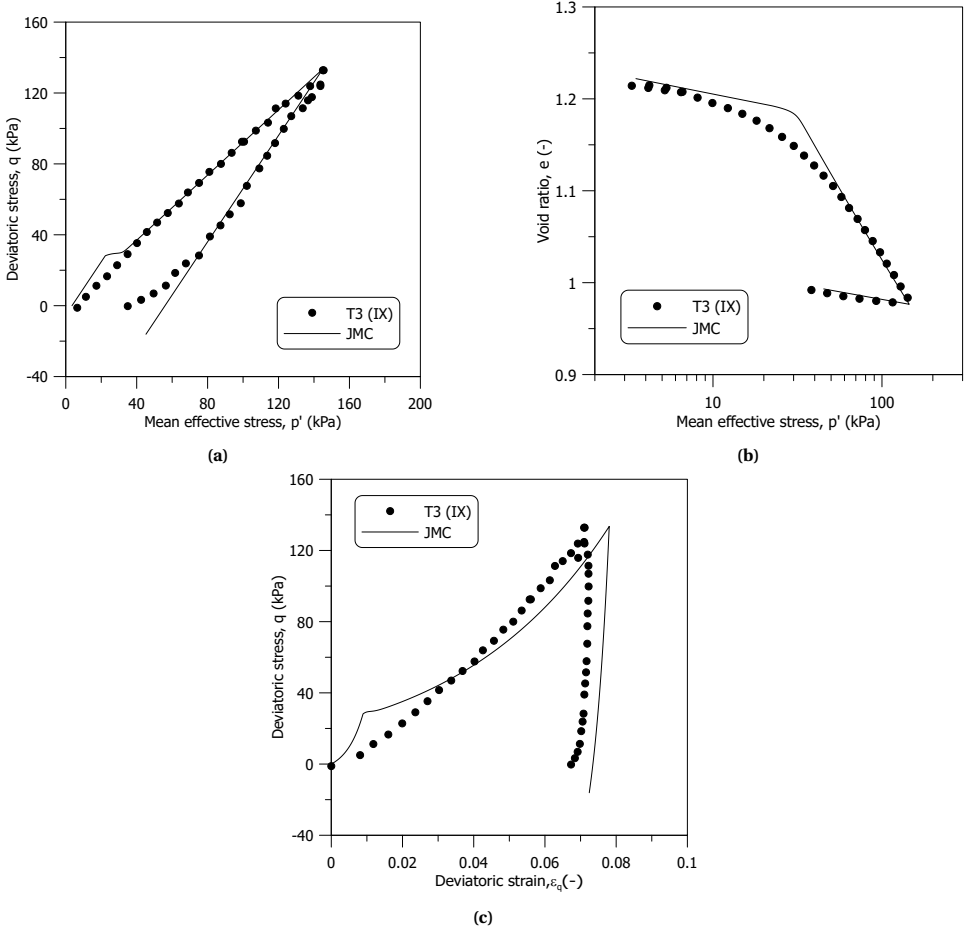 160
120
80
40
0
-40
Deviatoric stress, q (kPa)
0 40 80 120 160 200
Mean effective stress, p' (kPa)
T3 (IX)
JMC
(a)
1.3
1.2
1.1
1
0.9
Void ratio, e (-)
10 100
Mean effective stress, p' (kPa)
T3 (IX)
JMC
(b)
160
120
80
40
0
-40
Deviatoric stress, q (kPa)
0 0.02 0.04 0.06 0.08 0.1
Deviatoric strain,εq(-)
T3 (IX)
JMC
(c)